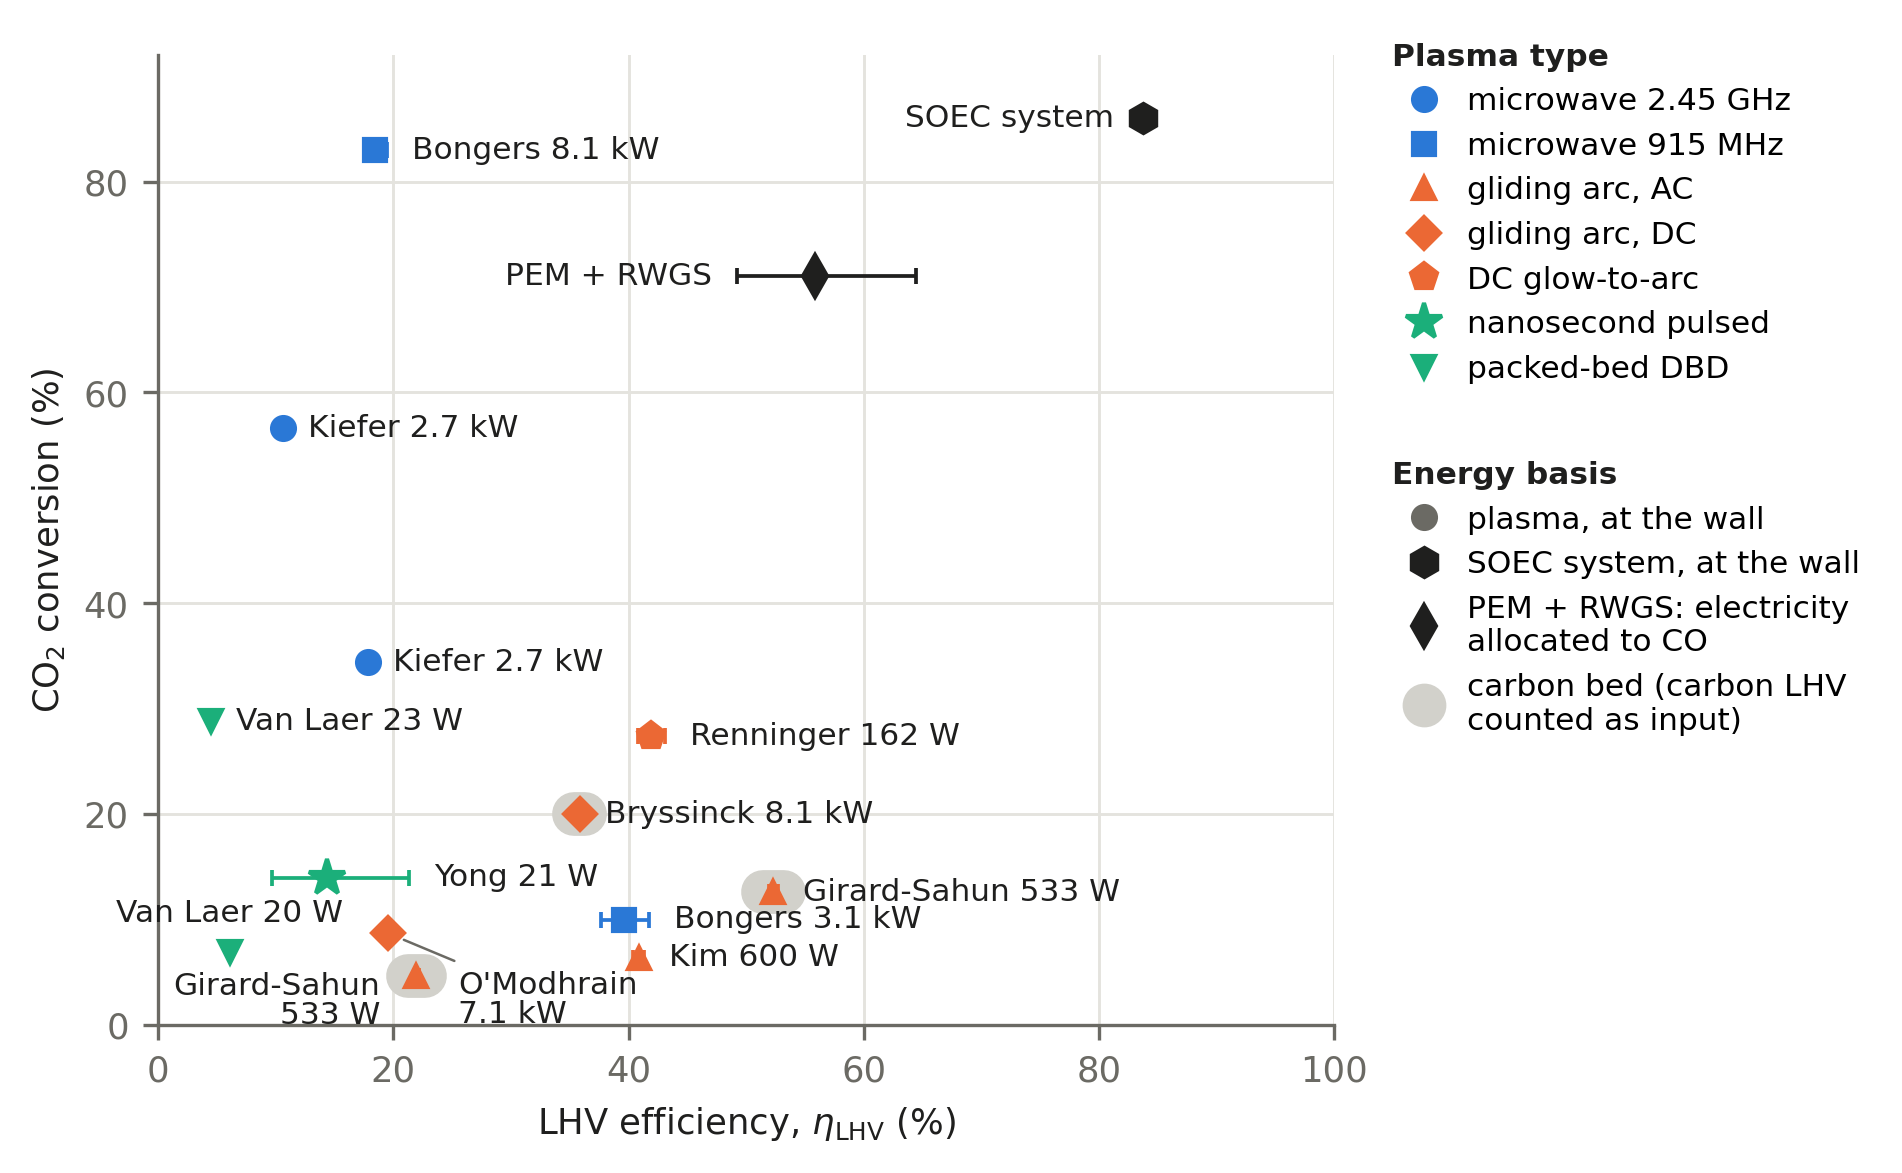 SOEC system
Bongers 8.1 kW
PEM + RWGS
Kiefer 2.7 kW
Kiefer 2.7 kW
Van Laer 23 W
Renninger 162 W
Bryssinck 8.1 kW
Yong 21 W
Girard-Sahun 533 W
Van Laer 20 W
Bongers 3.1 kW
Kim 600 W
Girard-Sahun
533 W
O'Modhrain
7.1 kW
80
60
40
20
0
CO₂ conversion (%)
0 20 40 60 80 100
LHV efficiency, η_LHV (%)
Plasma type
microwave 2.45 GHz
microwave 915 MHz
gliding arc, AC
gliding arc, DC
DC glow-to-arc
nanosecond pulsed
packed-bed DBD
Energy basis
plasma, at the wall
SOEC system, at the wall
PEM + RWGS: electricity
allocated to CO
carbon bed (carbon LHV
counted as input)